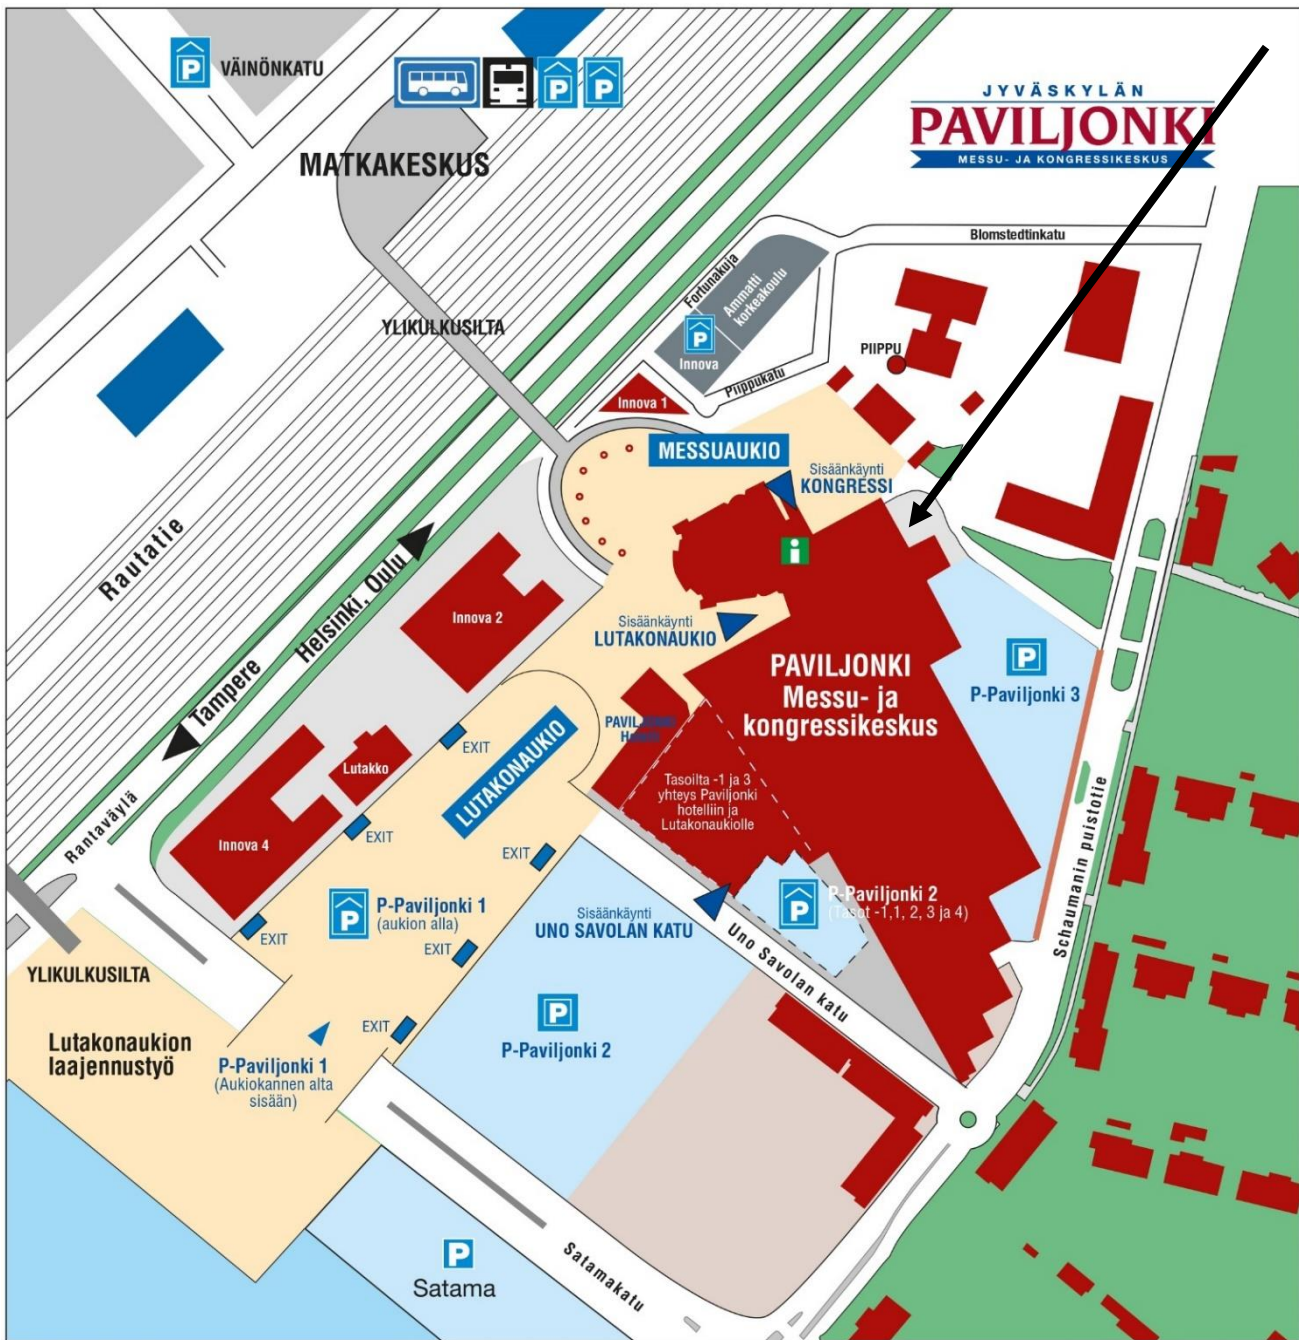 VÄINÖNKATU
MATKAKESKUS
JYVÄSKYLÄN
PAVILJONKI
MESSU- JA KONGRESSIKESKUS
Blomstedtinkatu
Fortunakuja
Ammatti
korkeakoulu
P
Innova
Piippukatu
PIIPPU
YLIKULKUSILTA
Innova 1
MESSUAUKIO
Sisäänkäynti
KONGRESSI
i
Rautatie
Helsinki, Oulu
Tampere
Rantaväylä
Innova 2
Sisäänkäynti
LUTAKONAUKIO
PAVILJONKI
Messu- ja
kongressikeskus
P
P-Paviljonki 3
PAVILJONKI
EXIT
LUTAKONAUKIO
Lutakko
Tasoilta -1 ja 3
yhteys Paviljonki
hotelliin ja
Lutakonaukiolle
Innova 4
EXIT
EXIT
Schaumanin puistotie
P
P-Paviljonki 1
(aukion alla)
EXIT
EXIT
Sisäänkäynti
UNO SAVOLAN KATU
P
P-Paviljonki 2
(Tasot -1,1, 2, 3 ja 4)
Uno Savolan katu
YLIKULKUSILTA
Lutakonaukion
laajennustyö
EXIT
P-Paviljonki 1
(Aukiokannen alta
sisään)
P
P-Paviljonki 2
P
Satama
Satamakatu
P
P
P